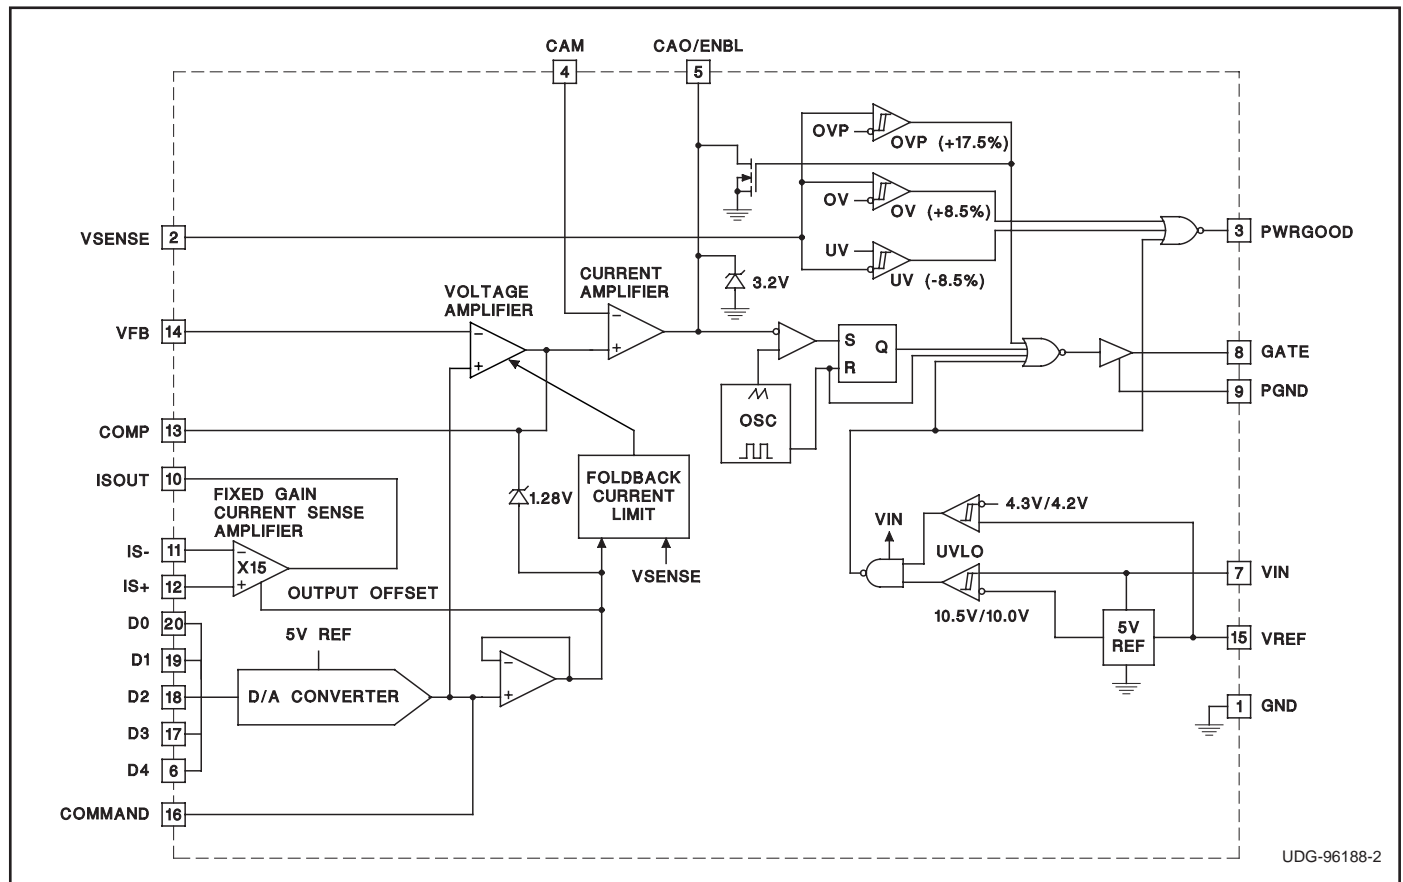 CAM
CAO/ENBL
4
5
OVP
OVP (+17.5%)
OV
OV (+8.5%)
UV
UV (-8.5%)
VSENSE
2
3
PWRGOOD
3.2V
CURRENT
AMPLIFIER
VOLTAGE
AMPLIFIER
-
+
-
+
VFB
14
S
Q
R
8
GATE
9
PGND
OSC
COMP
13
ISOUT
10
FIXED GAIN
CURRENT SENSE
AMPLIFIER
1.28V
FOLDBACK
CURRENT
LIMIT
VSENSE
IS-
11
-
X15
+
IS+
12
OUTPUT OFFSET
VIN
4.3V/4.2V
UVLO
10.5V/10.0V
7
VIN
5V
REF
15
VREF
1
GND
D0
20
D1
19
D2
18
D3
17
D4
6
5V REF
D/A CONVERTER
-
+
COMMAND
16
UDG-96188-2